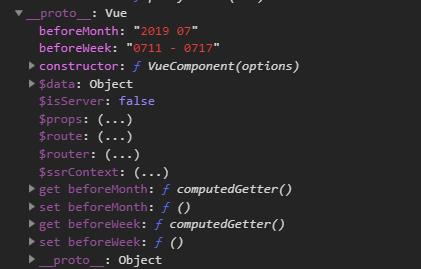 __proto__: Vue
beforeMonth: "2019 07"
beforeWeek: "0711 - 0717"
constructor: ƒ VueComponent(options)
$data: Object
$isServer: false
$props: (...)
$route: (...)
$router: (...)
$ssrContext: (...)
get beforeMonth: ƒ computedGetter()
set beforeMonth: ƒ ()
get beforeWeek: ƒ computedGetter()
set beforeWeek: ƒ ()
__proto__: Object